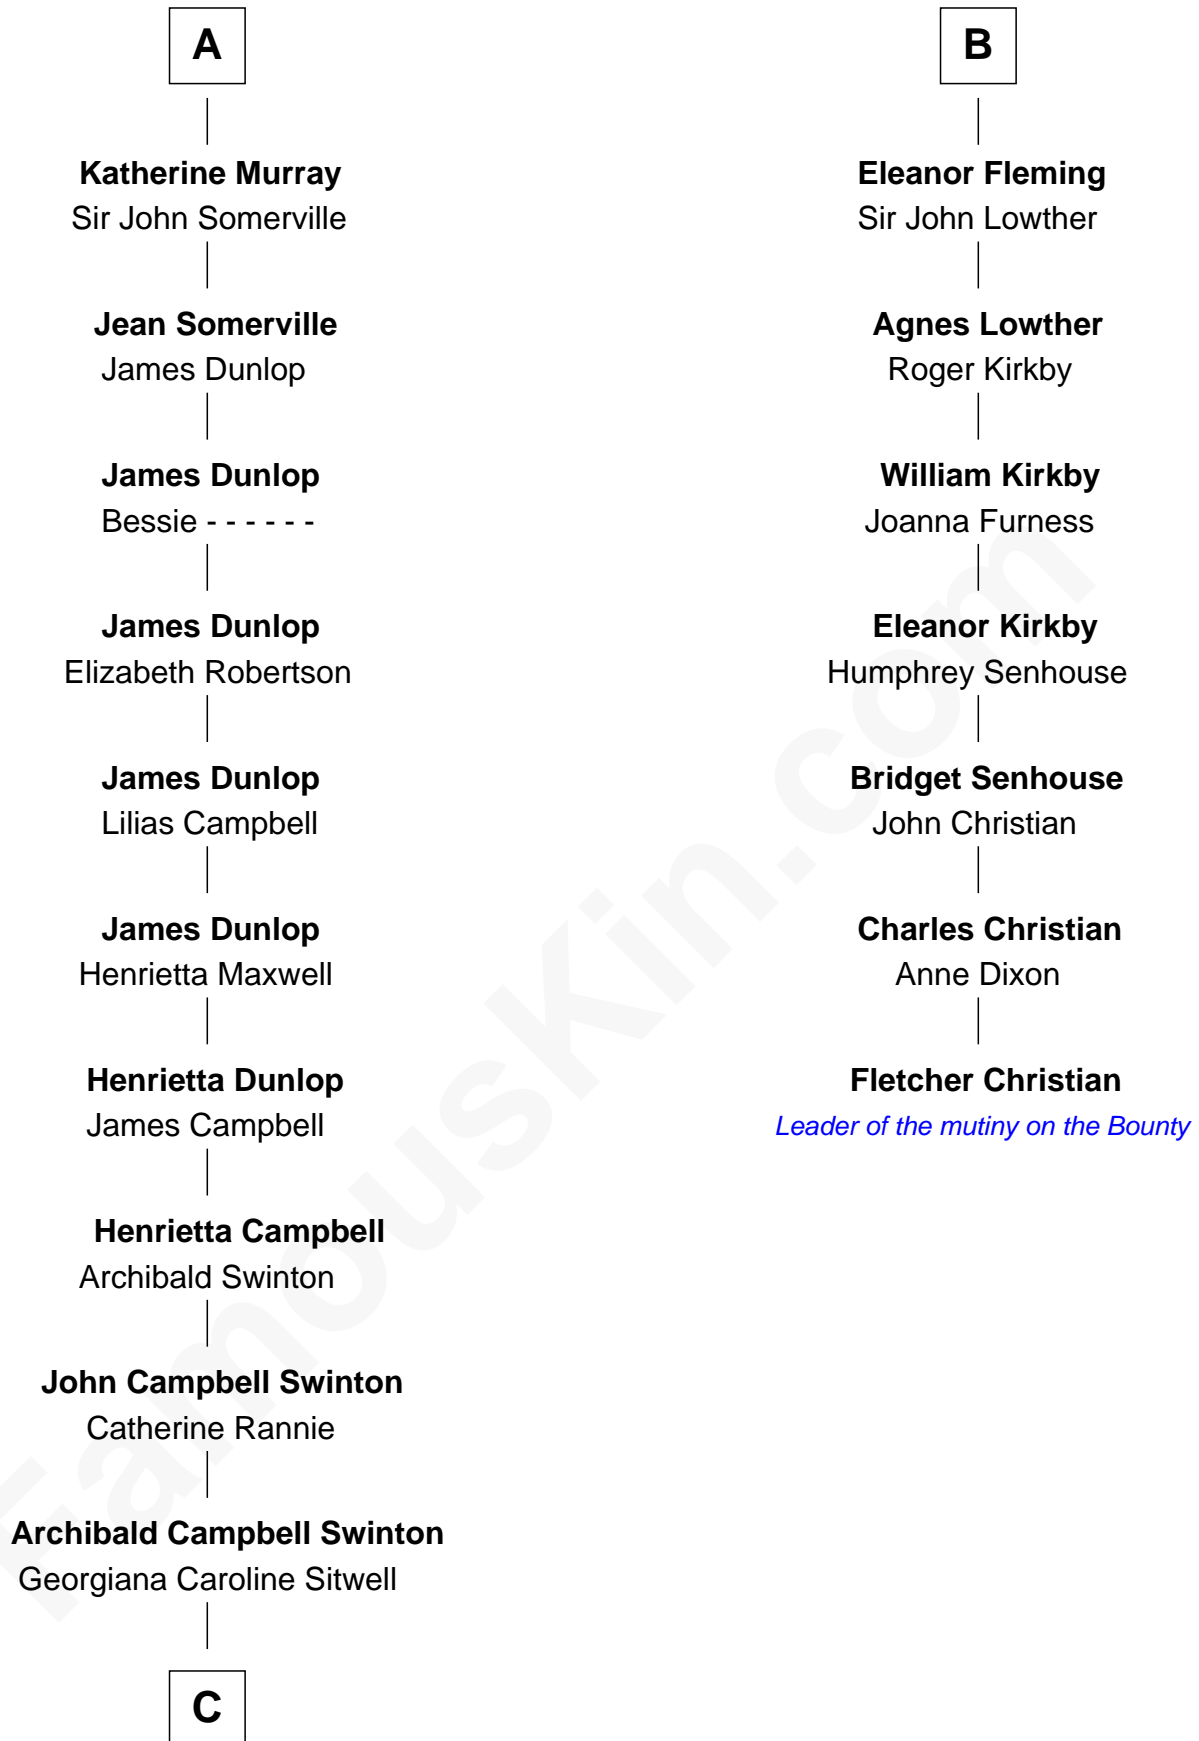 A
Katherine Murray
Sir John Somerville
Jean Somerville
James Dunlop
James Dunlop
Bessie - - - - - -
James Dunlop
Elizabeth Robertson
James Dunlop
Lilias Campbell
James Dunlop
Henrietta Maxwell
Henrietta Dunlop
James Campbell
Henrietta Campbell
Archibald Swinton
John Campbell Swinton
Catherine Rannie
Archibald Campbell Swinton
Georgiana Caroline Sitwell
C
B
Eleanor Fleming
Sir John Lowther
Agnes Lowther
Roger Kirkby
William Kirkby
Joanna Furness
Eleanor Kirkby
Humphrey Senhouse
Bridget Senhouse
John Christian
Charles Christian
Anne Dixon
Fletcher Christian
Leader of the mutiny on the Bounty
FamousKin.com